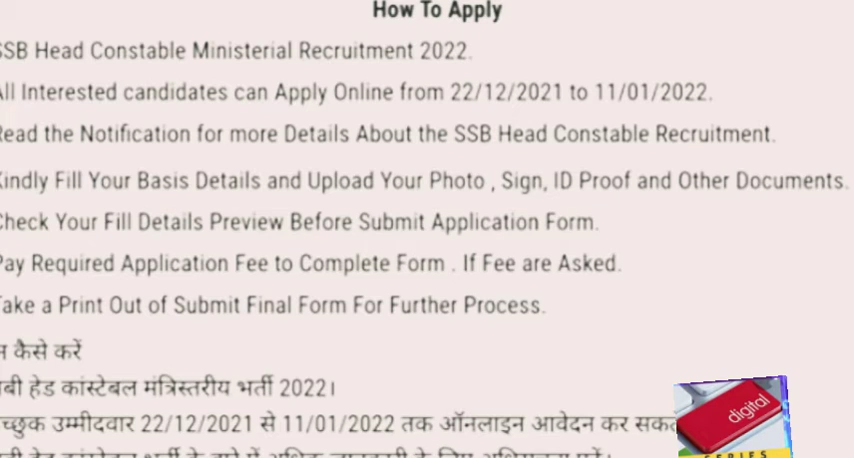 How To Apply
SSB Head Constable Ministerial Recruitment 2022.
All Interested candidates can Apply Online from 22/12/2021 to 11/01/2022.
Read the Notification for more Details About the SSB Head Constable Recruitment.
Kindly Fill Your Basis Details and Upload Your Photo , Sign, ID Proof and Other Documents.
Check Your Fill Details Preview Before Submit Application Form.
Pay Required Application Fee to Complete Form . If Fee are Asked.
Take a Print Out of Submit Final Form For Further Process.
कैसे करें
हेड कांस्टेबल मंत्रिस्तरीय भर्ती 2022।
उम्मीदवार 22/12/2021 से 11/01/2022 तक ऑनलाइन आवेदन कर
digital
SERIES